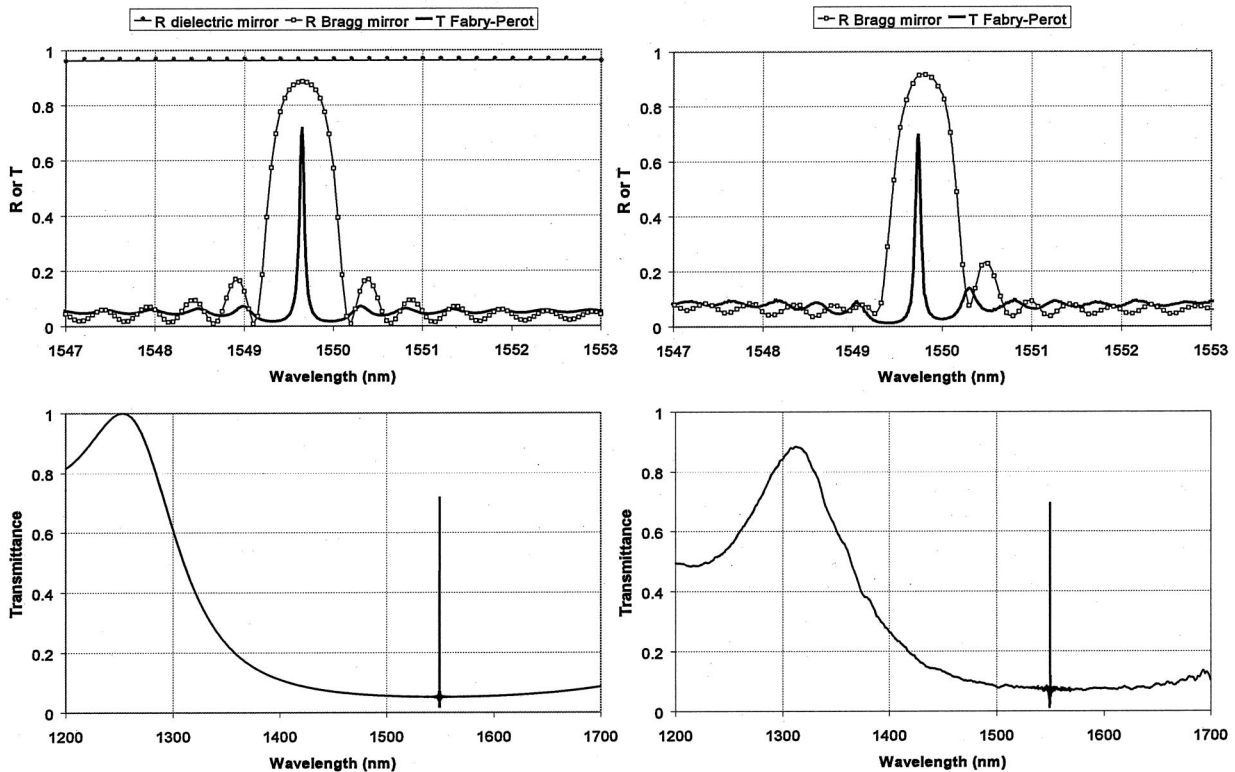 R dielectric mirror R Bragg mirror T Fabry-Perot
1
0.8
0.6
0.4
0.2
0
R or T
1547 1548 1549 1550 1551 1552 1553
Wavelength (nm)
R Bragg mirror T Fabry-Perot
1
0.8
0.6
0.4
0.2
0
R or T
1547 1548 1549 1550 1551 1552 1553
Wavelength (nm)
1
0.8
0.6
0.4
0.2
0
Transmittance
1200 1300 1400 1500 1600 1700
Wavelength (nm)
1
0.8
0.6
0.4
0.2
0
Transmittance
1200 1300 1400 1500 1600 1700
Wavelength (nm)